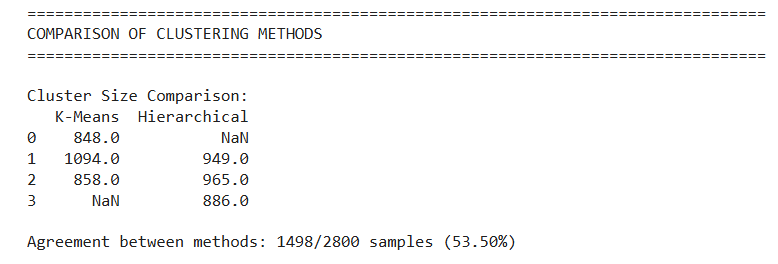 ================================================================================
COMPARISON OF CLUSTERING METHODS
================================================================================
Cluster Size Comparison:
   K-Means  Hierarchical
0    848.0           NaN
1   1094.0         949.0
2    858.0         965.0
3      NaN         886.0
Agreement between methods: 1498/2800 samples (53.50%)